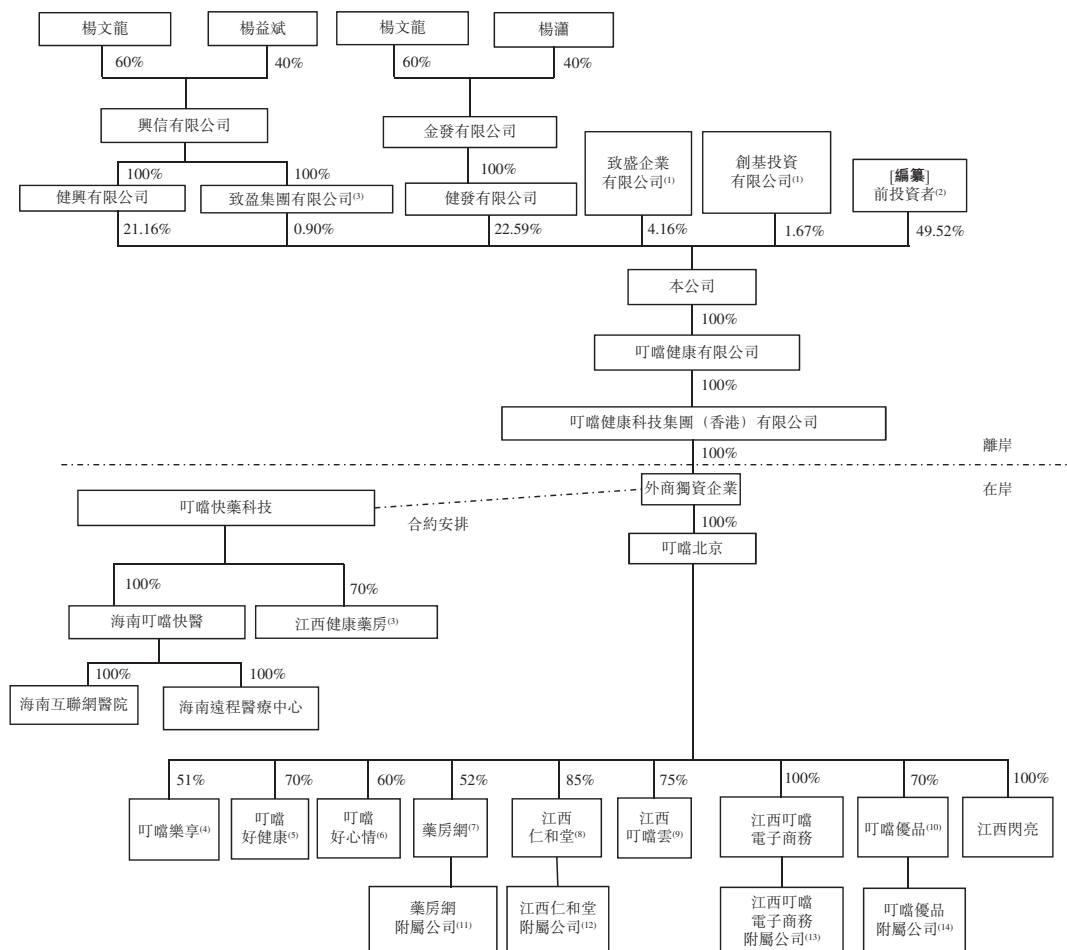 楊文龍
楊益斌
楊文龍
楊瀟
60%
40%
60%
40%
興信有限公司
金發有限公司
致盛企業
有限公司(1)
創基投資
有限公司(1)
[編纂]
前投資者(2)
100%
100%
100%
健興有限公司
致盈集團有限公司(3)
健發有限公司
21.16%
0.90%
22.59%
4.16%
1.67%
49.52%
本公司
100%
叮噹健康有限公司
100%
叮噹健康科技集團（香港）有限公司
100%
離岸
在岸
外商獨資企業
叮噹快藥科技
合約安排
100%
叮噹北京
100%
70%
海南叮噹快醫
江西健康藥房(3)
100%
100%
海南互聯網醫院
海南遠程醫療中心
51%
70%
60%
52%
85%
75%
100%
70%
100%
叮噹樂享(4)
叮噹
好健康(5)
叮噹
好心情(6)
藥房網(7)
江西
仁和堂(8)
江西
叮噹雲(9)
江西叮噹
電子商務
叮噹優品(10)
江西閃亮
藥房網
附屬公司(11)
江西仁和堂
附屬公司(12)
江西叮噹
電子商務
附屬公司(13)
叮噹優品
附屬公司(14)